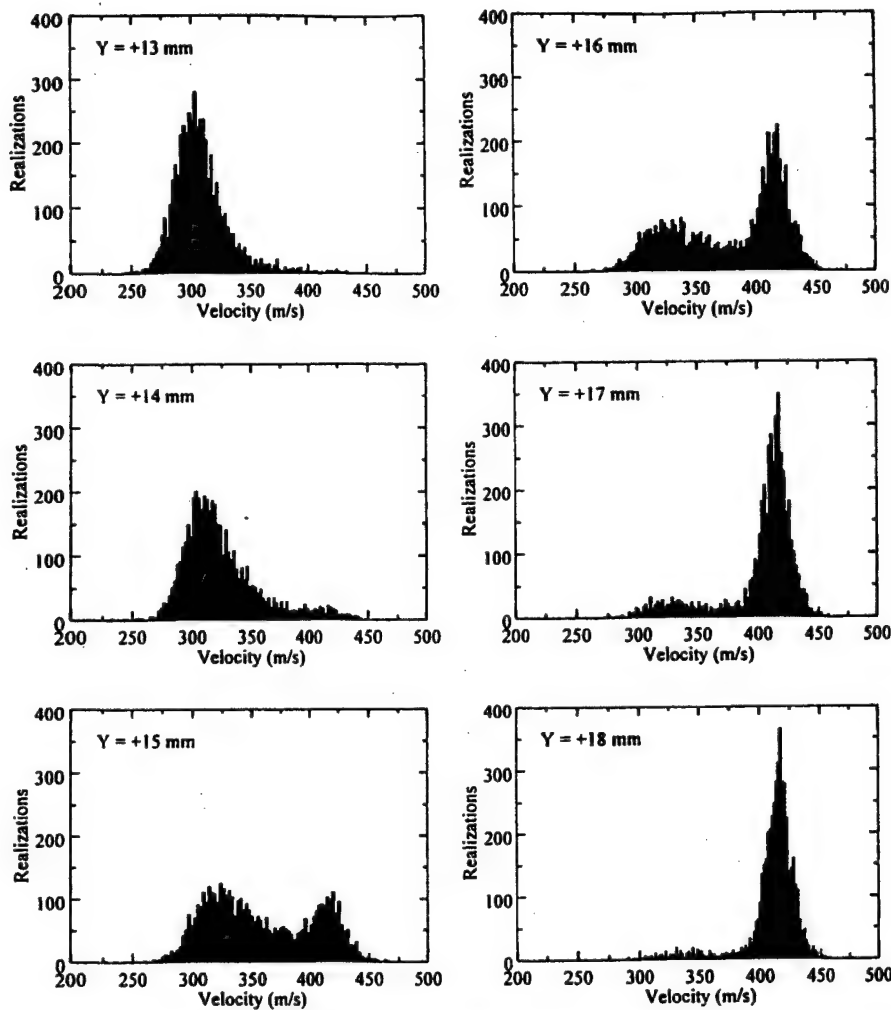 Y = +13 mm
Realizations
400
300
200
100
0
200 250 300 350 400 450 500
Velocity (m/s)
Y = +16 mm
Realizations
400
300
200
100
0
200 250 300 350 400 450 500
Velocity (m/s)
Y = +14 mm
Realizations
400
300
200
100
0
200 250 300 350 400 450 500
Velocity (m/s)
Y = +17 mm
Realizations
400
300
200
100
0
200 250 300 350 400 450 500
Velocity (m/s)
Y = +15 mm
Realizations
400
300
200
100
0
200 250 300 350 400 450 500
Velocity (m/s)
Y = +18 mm
Realizations
400
300
200
100
0
200 250 300 350 400 450 500
Velocity (m/s)